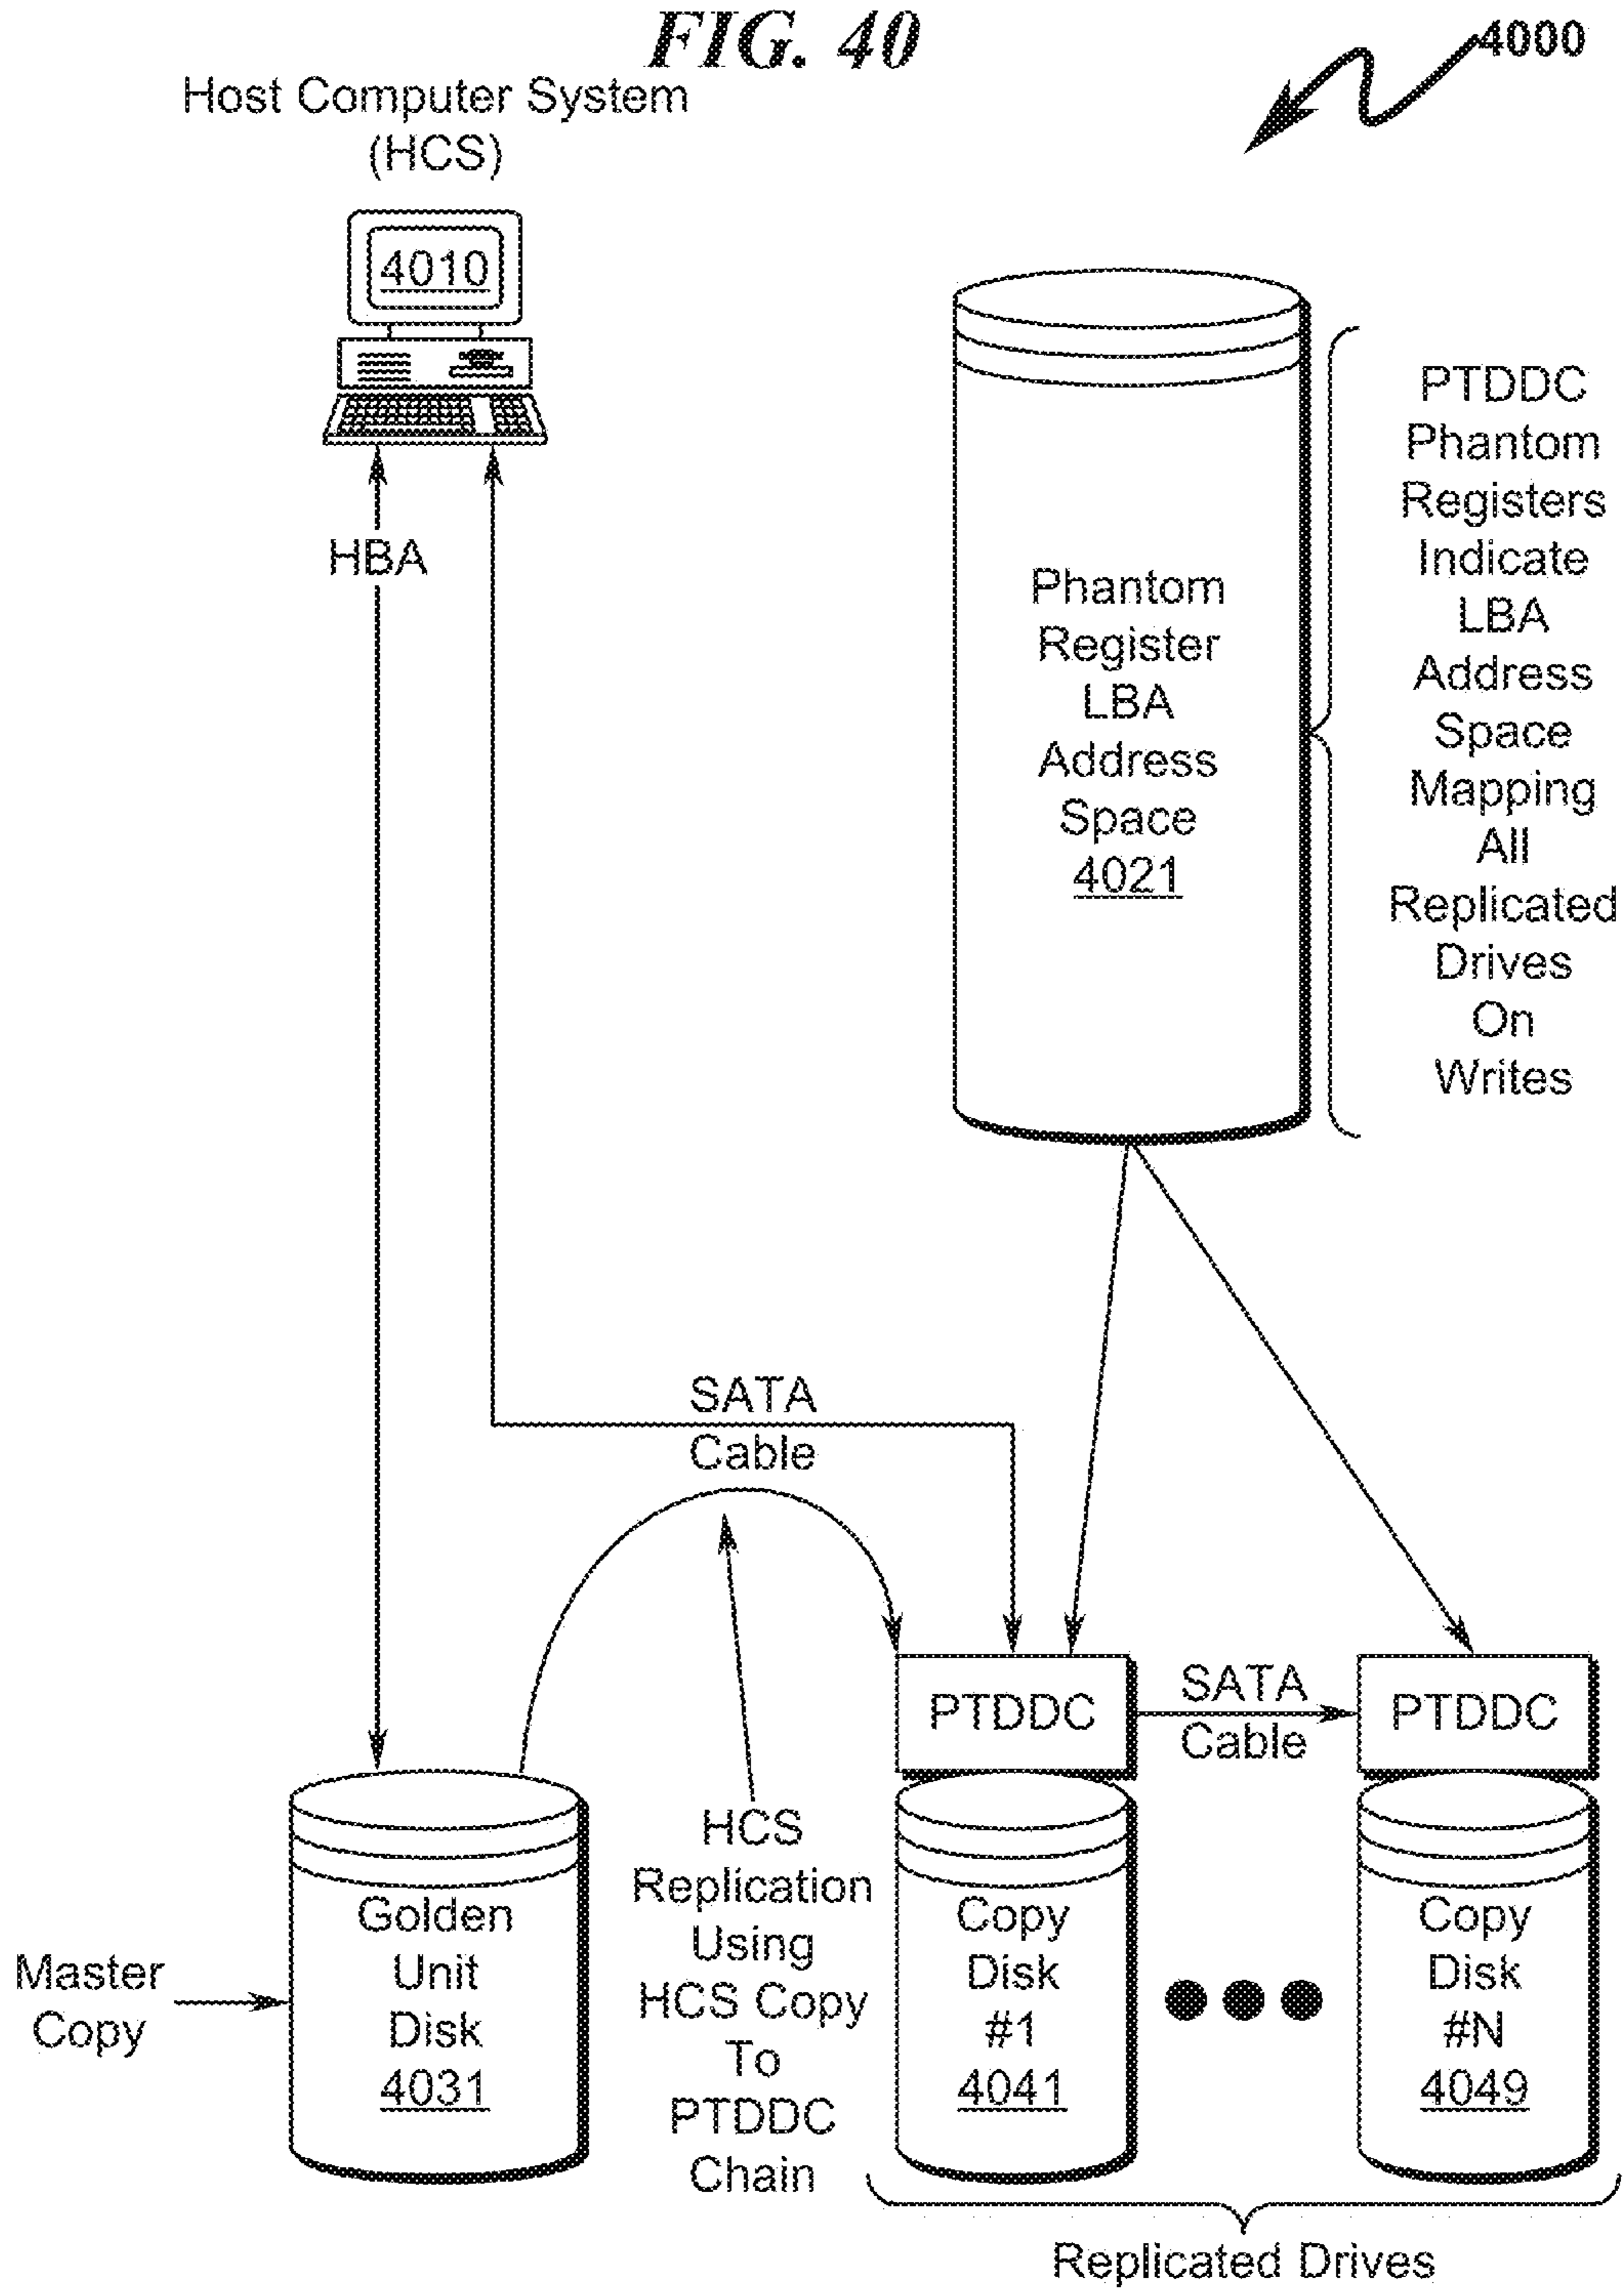 FIG. 40
4000
Host Computer System
(HCS)
4010
HBA
Phantom
Register
LBA
Address
Space
4021
PTDDC
Phantom
Registers
Indicate
LBA
Address
Space
Mapping
All
Replicated
Drives
On
Writes
SATA
Cable
PTDDC
SATA
Cable
PTDDC
Master
Copy
Golden
Unit
Disk
4031
HCS
Replication
Using
HCS Copy
To
PTDDC
Chain
Copy
Disk
#1
4041
Copy
Disk
#N
4049
Replicated Drives